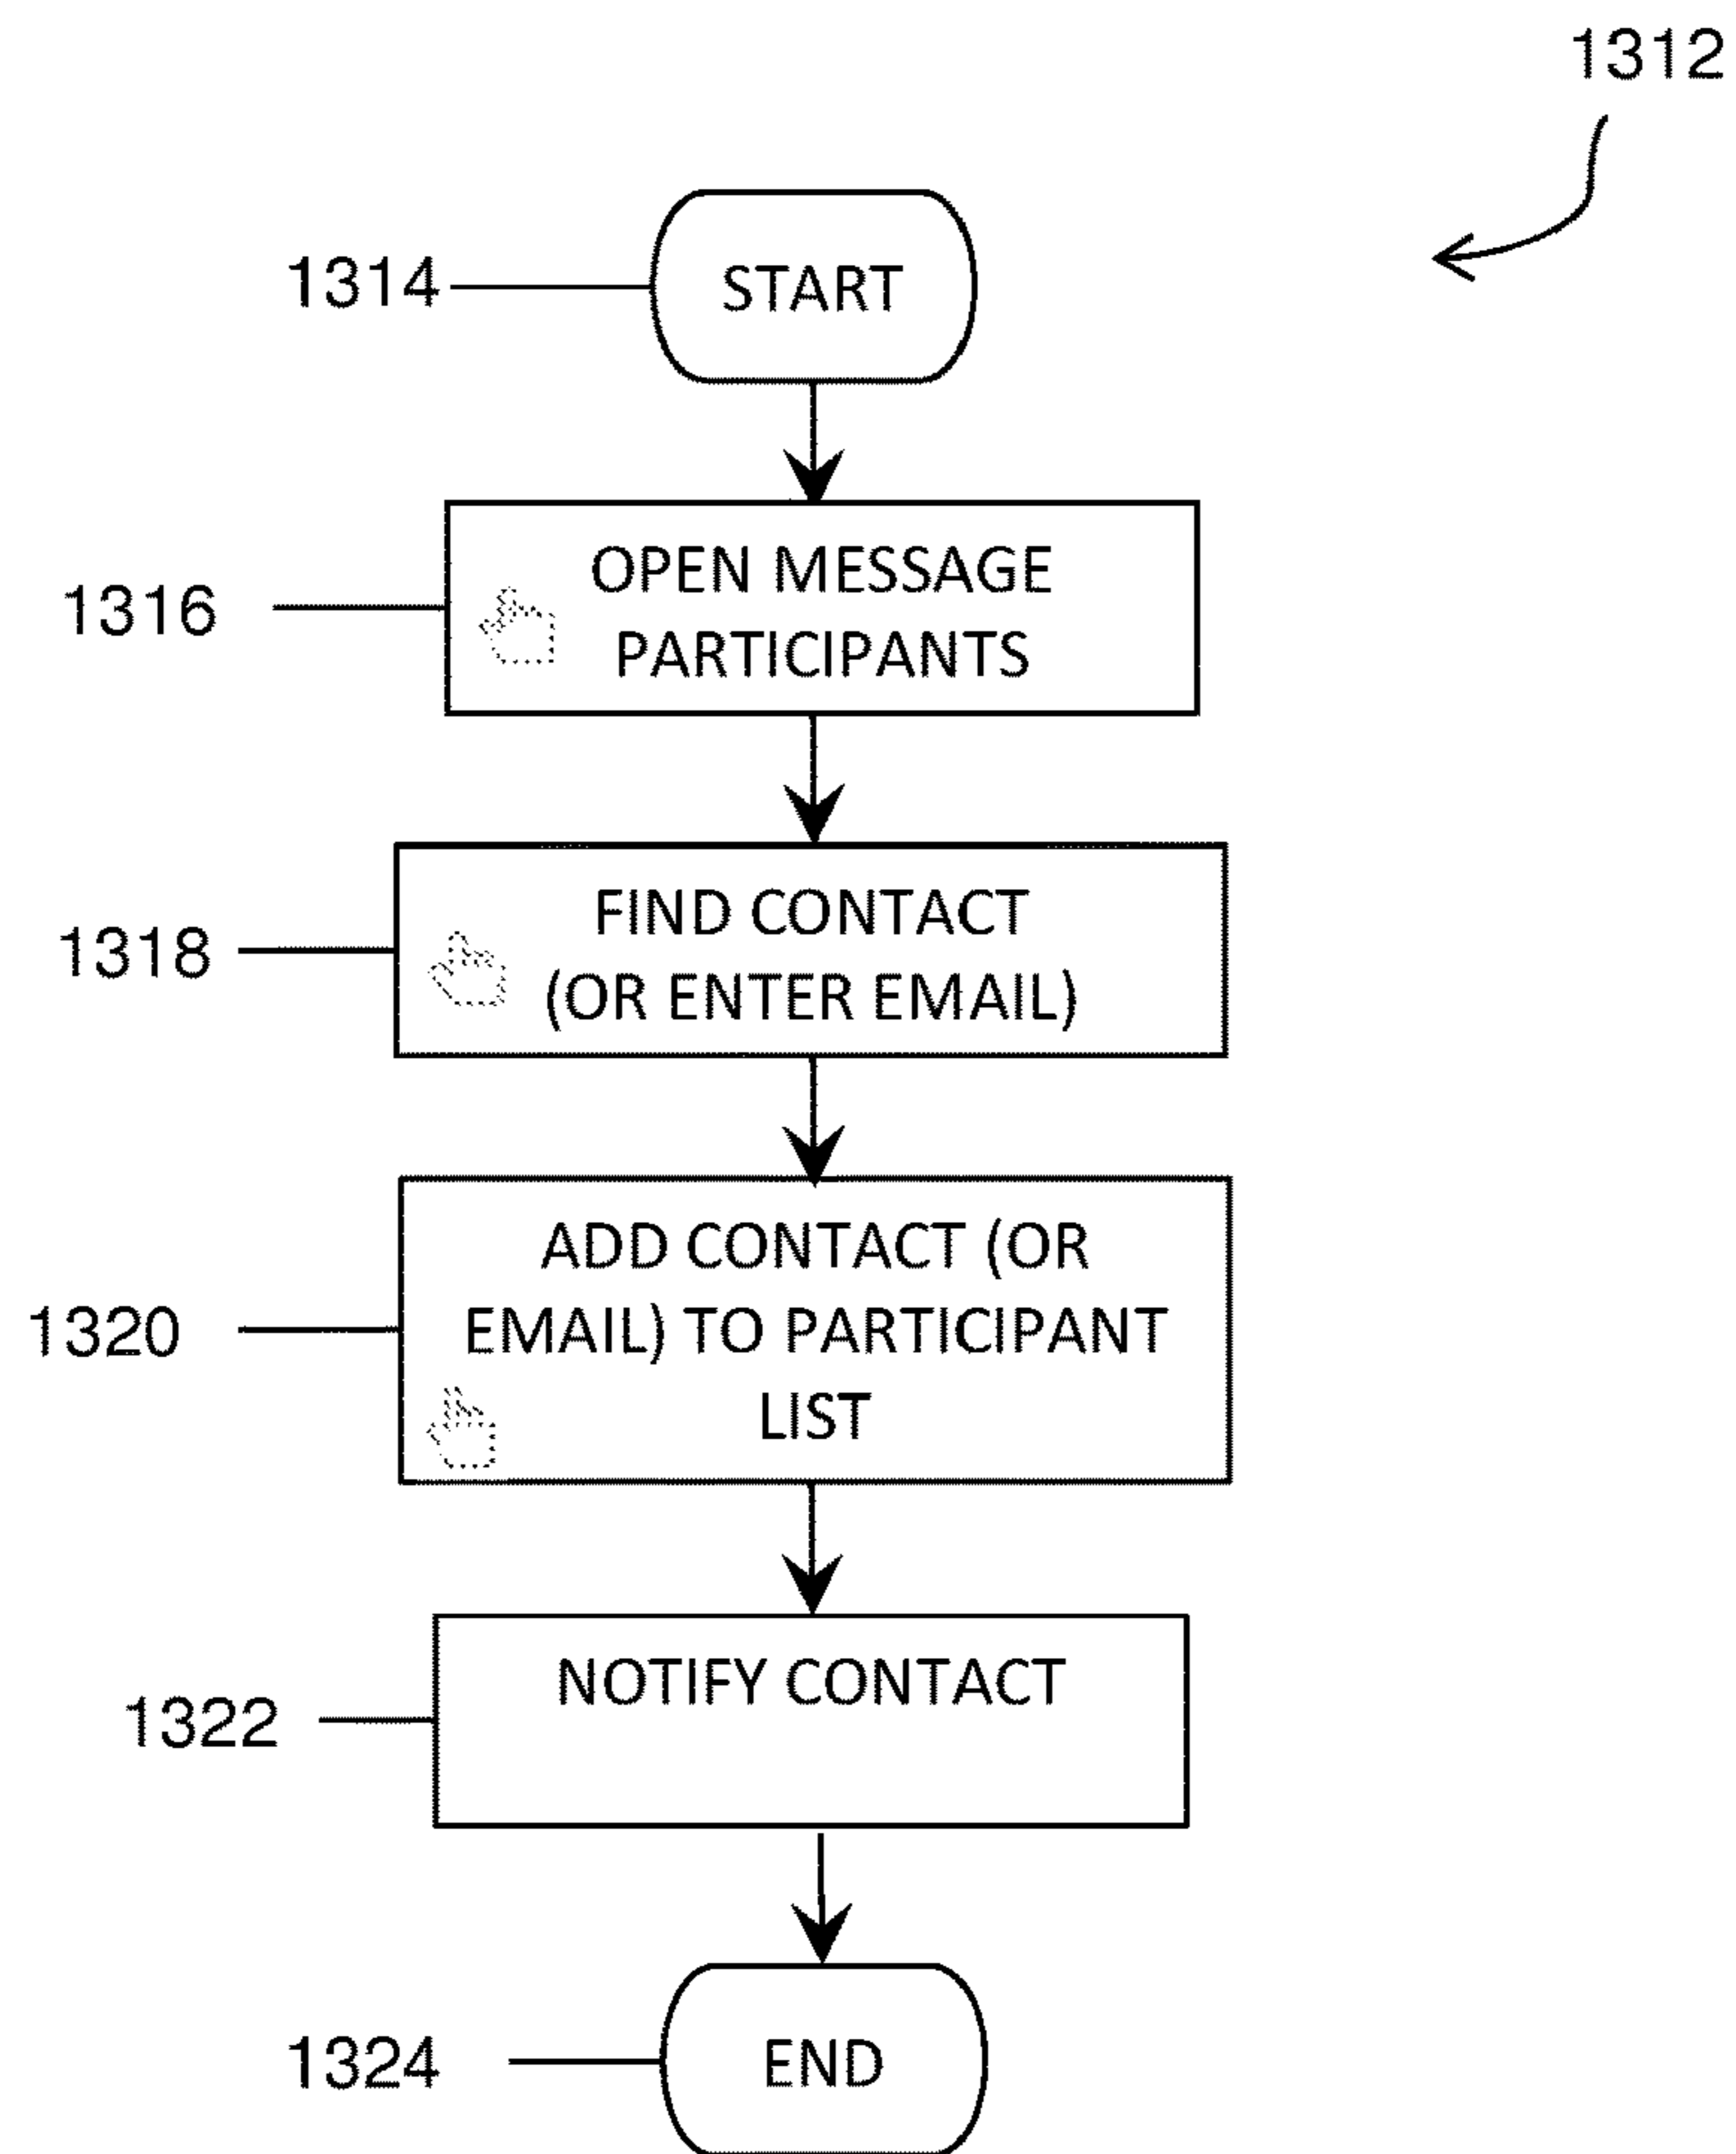 1312
1314
START
1316
OPEN MESSAGE
PARTICIPANTS
1318
FIND CONTACT
(OR ENTER EMAIL)
1320
ADD CONTACT (OR
EMAIL) TO PARTICIPANT
LIST
1322
NOTIFY CONTACT
1324
END